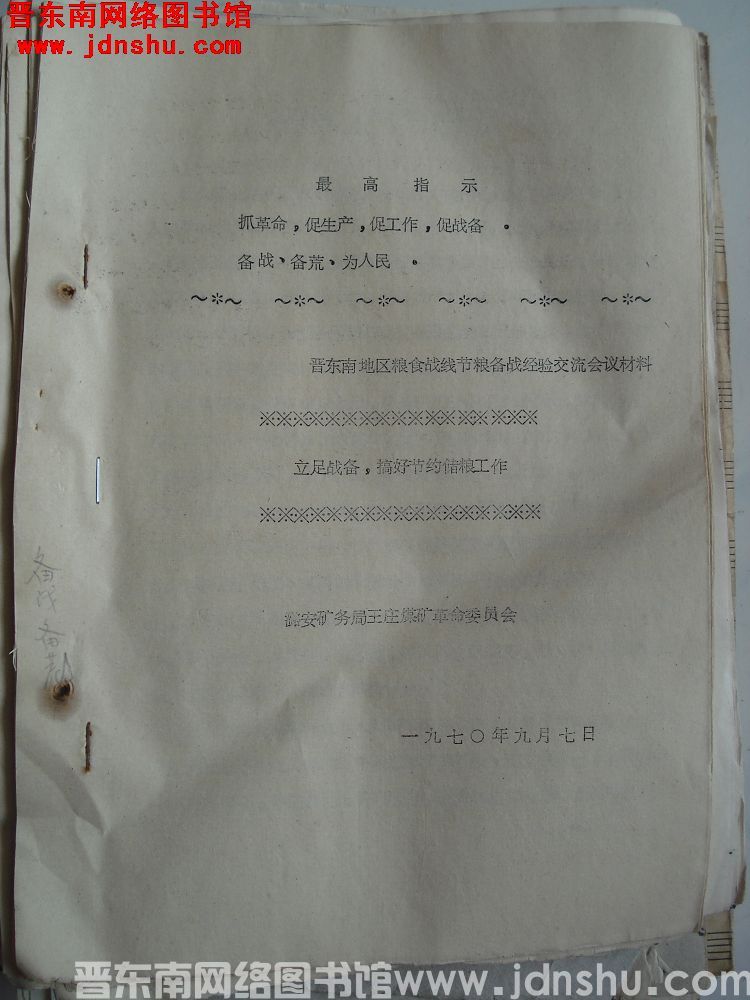 晋东南网络图书馆
www.jdnshu.com
最高指示
抓革命，促生产，促工作，促战备。
备战、备荒、为人民。
～*～ ～*～ ～*～ ～*～ ～*～ ～*～
晋东南地区粮食战线节粮备战经验交流会议材料
※※※※※※※※※※※※※※※※※※※
立足战备，搞好节约储粮工作
※※※※※※※※※※※※※※※※※※※
潞安矿务局王庄煤矿革命委员会
一九七〇年九月七日
备战备荒
晋东南网络图书馆www.jdnshu.com